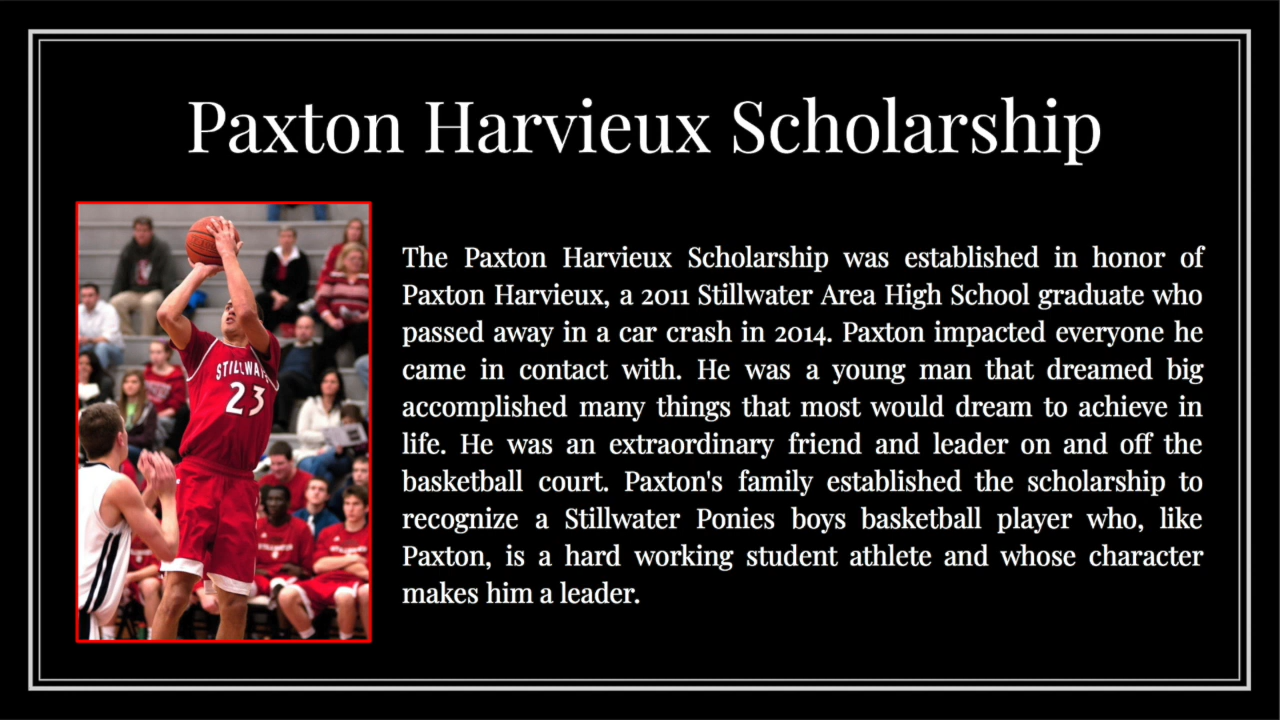 Paxton Harvieux Scholarship
The Paxton Harvieux Scholarship was established in honor of
Paxton Harvieux, a 2011 Stillwater Area High School graduate who
passed away in a car crash in 2014. Paxton impacted everyone he
came in contact with. He was a young man that dreamed big
accomplished many things that most would dream to achieve in
life. He was an extraordinary friend and leader on and off the
basketball court. Paxton's family established the scholarship to
recognize a Stillwater Ponies boys basketball player who, like
Paxton, is a hard working student athlete and whose character
makes him a leader.
23